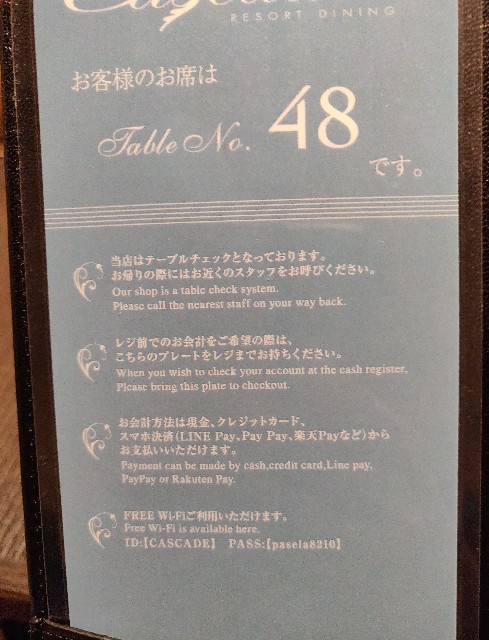 RESORT DINING
お客様のお席は
Table No. 48
です。
当店はテーブルチェックとなっております。
お帰りの際にはお近くのスタッフをお呼びください。
Our shop is a table check system.
Please call the nearest staff on your way back.
レジ前でのお会計をご希望の際は、
こちらのプレートをレジまでお持ちください。
When you wish to check your account at the cash register,
Please bring this plate to checkout.
お会計方法は現金、クレジットカード、
スマホ決済(LINE Pay、Pay Pay、楽天Payなど)から
お支払いいただけます。
Payment can be made by cash,credit card,Line pay,
PayPay or Rakuten Pay.
FREE Wi-Fiご利用いただけます。
Free Wi-Fi is available here.
ID:【CASCADE】 PASS:【pasela8210】